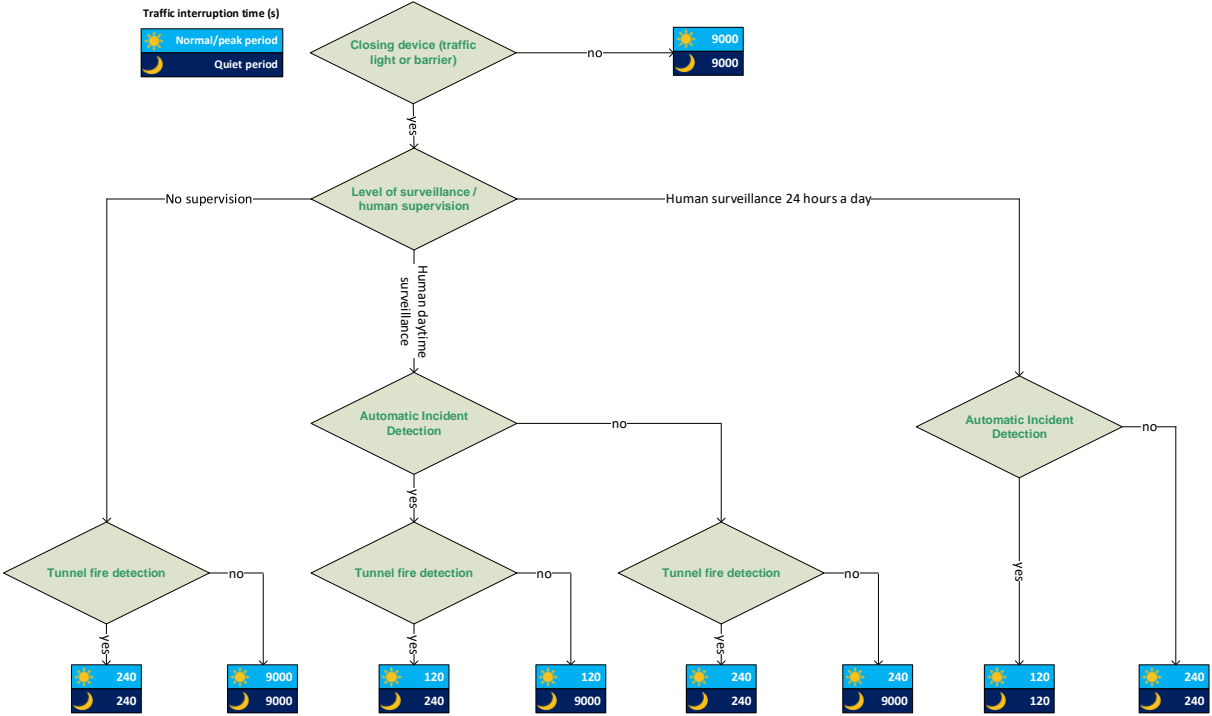 Traffic interruption time (s)
Normal/peak period
Quiet period
Closing device (traffic
light or barrier)
no
9000
9000
yes
Level of surveillance /
human supervision
No supervision
Human surveillance 24 hours a day
Human daytime
surveillance
Automatic Incident
Detection
no
Automatic Incident
Detection
no
yes
Tunnel fire detection
no
Tunnel fire detection
no
Tunnel fire detection
no
yes
yes
yes
yes
240
240
9000
9000
120
240
120
9000
240
240
240
9000
120
120
240
240